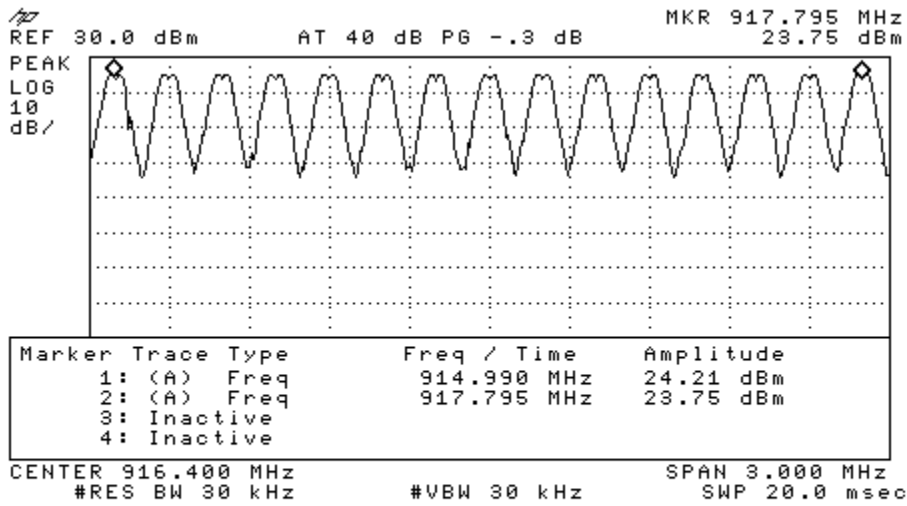 hp
MKR 917.795 MHz
REF 30.0 dBm AT 40 dB PG -.3 dB 23.75 dBm
PEAK
LOG
10
dB/
Marker Trace Type Freq / Time Amplitude
1: (A) Freq 914.990 MHz 24.21 dBm
2: (A) Freq 917.795 MHz 23.75 dBm
3: Inactive
4: Inactive
CENTER 916.400 MHz SPAN 3.000 MHz
#RES BW 30 kHz #VBW 30 kHz SWP 20.0 msec